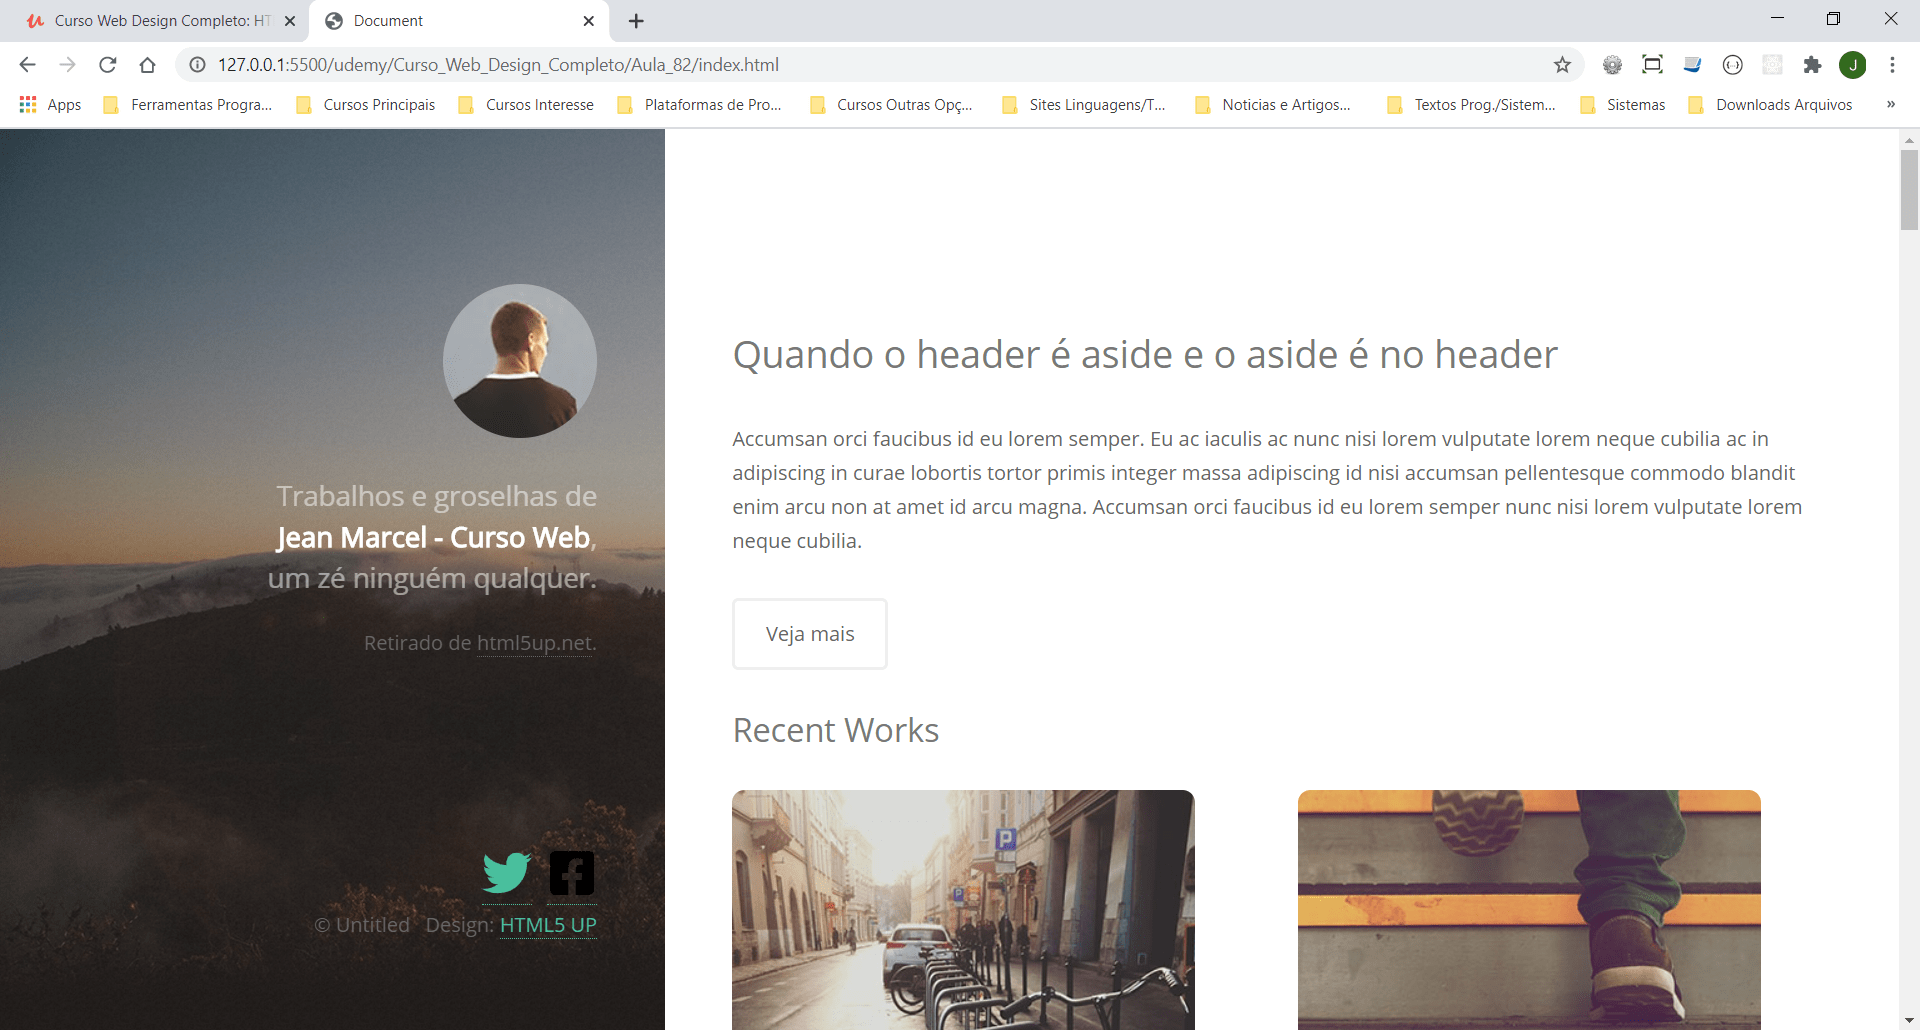 Curso Web Design Completo: HT
Document
127.0.0.1:5500/udemy/Curso_Web_Design_Completo/Aula_82/index.html
J
Apps
Ferramentas Progra...
Cursos Principais
Cursos Interesse
Plataformas de Pro...
Cursos Outras Opç...
Sites Linguagens/T...
Noticias e Artigos...
Textos Prog./Sistem...
Sistemas
Downloads Arquivos
»
Trabalhos e groselhas de
Jean Marcel - Curso Web,
um zé ninguém qualquer.
Retirado de html5up.net.
© Untitled Design: HTML5 UP
Quando o header é aside e o aside é no header
Accumsan orci faucibus id eu lorem semper. Eu ac iaculis ac nunc nisi lorem vulputate lorem neque cubilia ac in
adipiscing in curae lobortis tortor primis integer massa adipiscing id nisi accumsan pellentesque commodo blandit
enim arcu non at amet id arcu magna. Accumsan orci faucibus id eu lorem semper nunc nisi lorem vulputate lorem
neque cubilia.
Veja mais
Recent Works
P
P